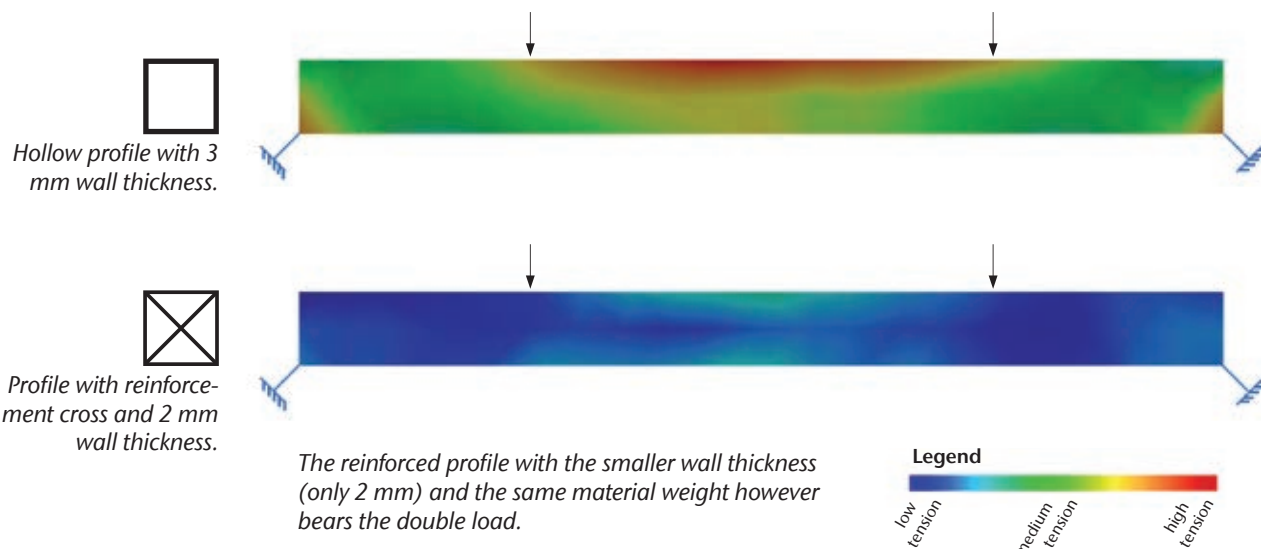 Hollow profile with 3
mm wall thickness.
Profile with reinforce-
ment cross and 2 mm
wall thickness.
The reinforced profile with the smaller wall thickness
(only 2 mm) and the same material weight however
bears the double load.
Legend
low
tension
medium
tension
high
tension